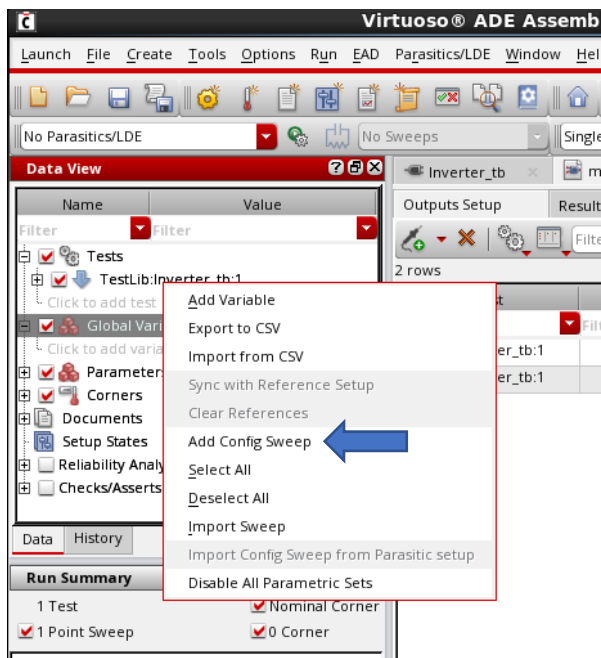 Virtuoso® ADE Assemb
Launch File Create Tools Options Run EAD Parasitics/LDE Window Hel
No Parasitics/LDE No Sweeps Single
Data View
Inverter_tb m
Name Value
Outputs Setup Result
Filter Filter
Filte
Tests
2 rows
TestLib:Inverter_tb:1
Click to add test
Add Variable
st
Global Vari
Export to CSV
Filt
Click to add varia
Import from CSV
er_tb:1
Parameter
Sync with Reference Setup
er_tb:1
Corners
Clear References
Documents
Setup States
Add Config Sweep
Reliability Analy
Select All
Checks/Asserts
Deselect All
Import Sweep
Data History
Import Config Sweep from Parasitic setup
Run Summary
Disable All Parametric Sets
1 Test Nominal Corner
1 Point Sweep 0 Corner